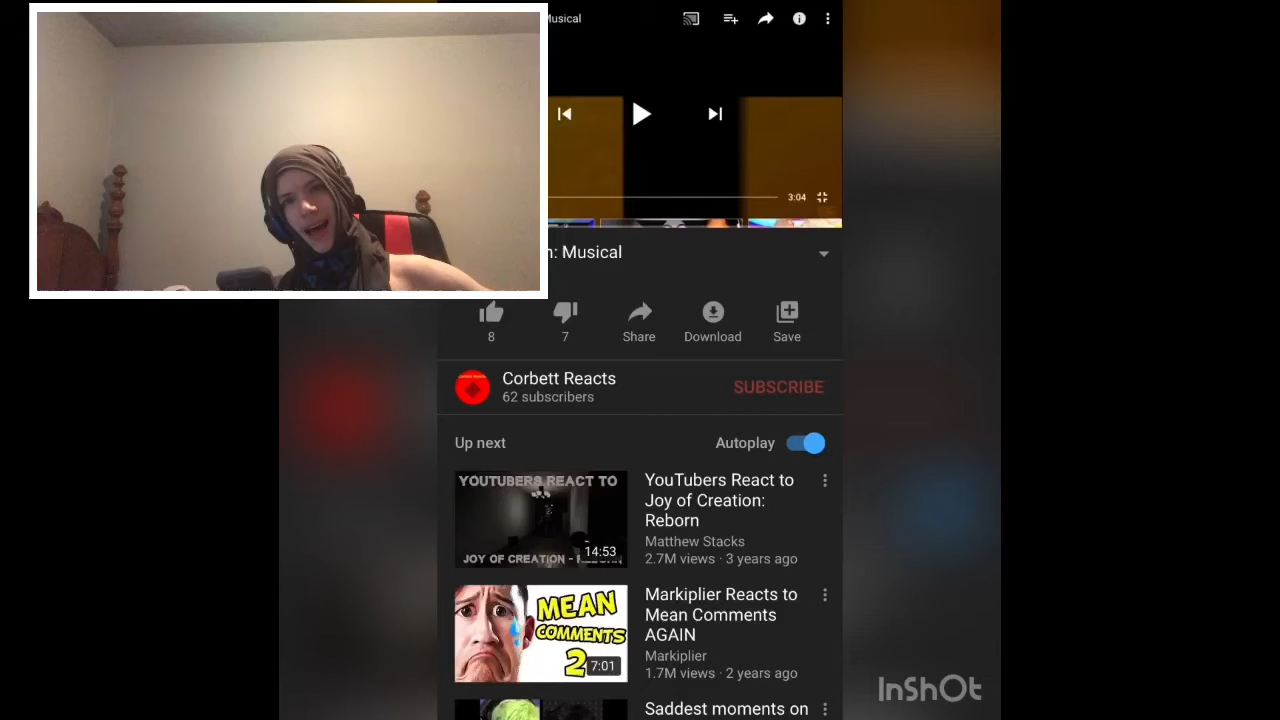 Musical
3:04
n: Musical
8
7
Share
Download
Save
Corbett Reacts
62 subscribers
SUBSCRIBE
Up next
Autoplay
YOUTUBERS REACT TO
JOY OF CREATION - REBORN
14:53
YouTubers React to
Joy of Creation:
Reborn
Matthew Stacks
2.7M views · 3 years ago
MEAN
COMMENTS
2
7:01
Markiplier Reacts to
Mean Comments
AGAIN
Markiplier
1.7M views · 2 years ago
Saddest moments on
InShOt